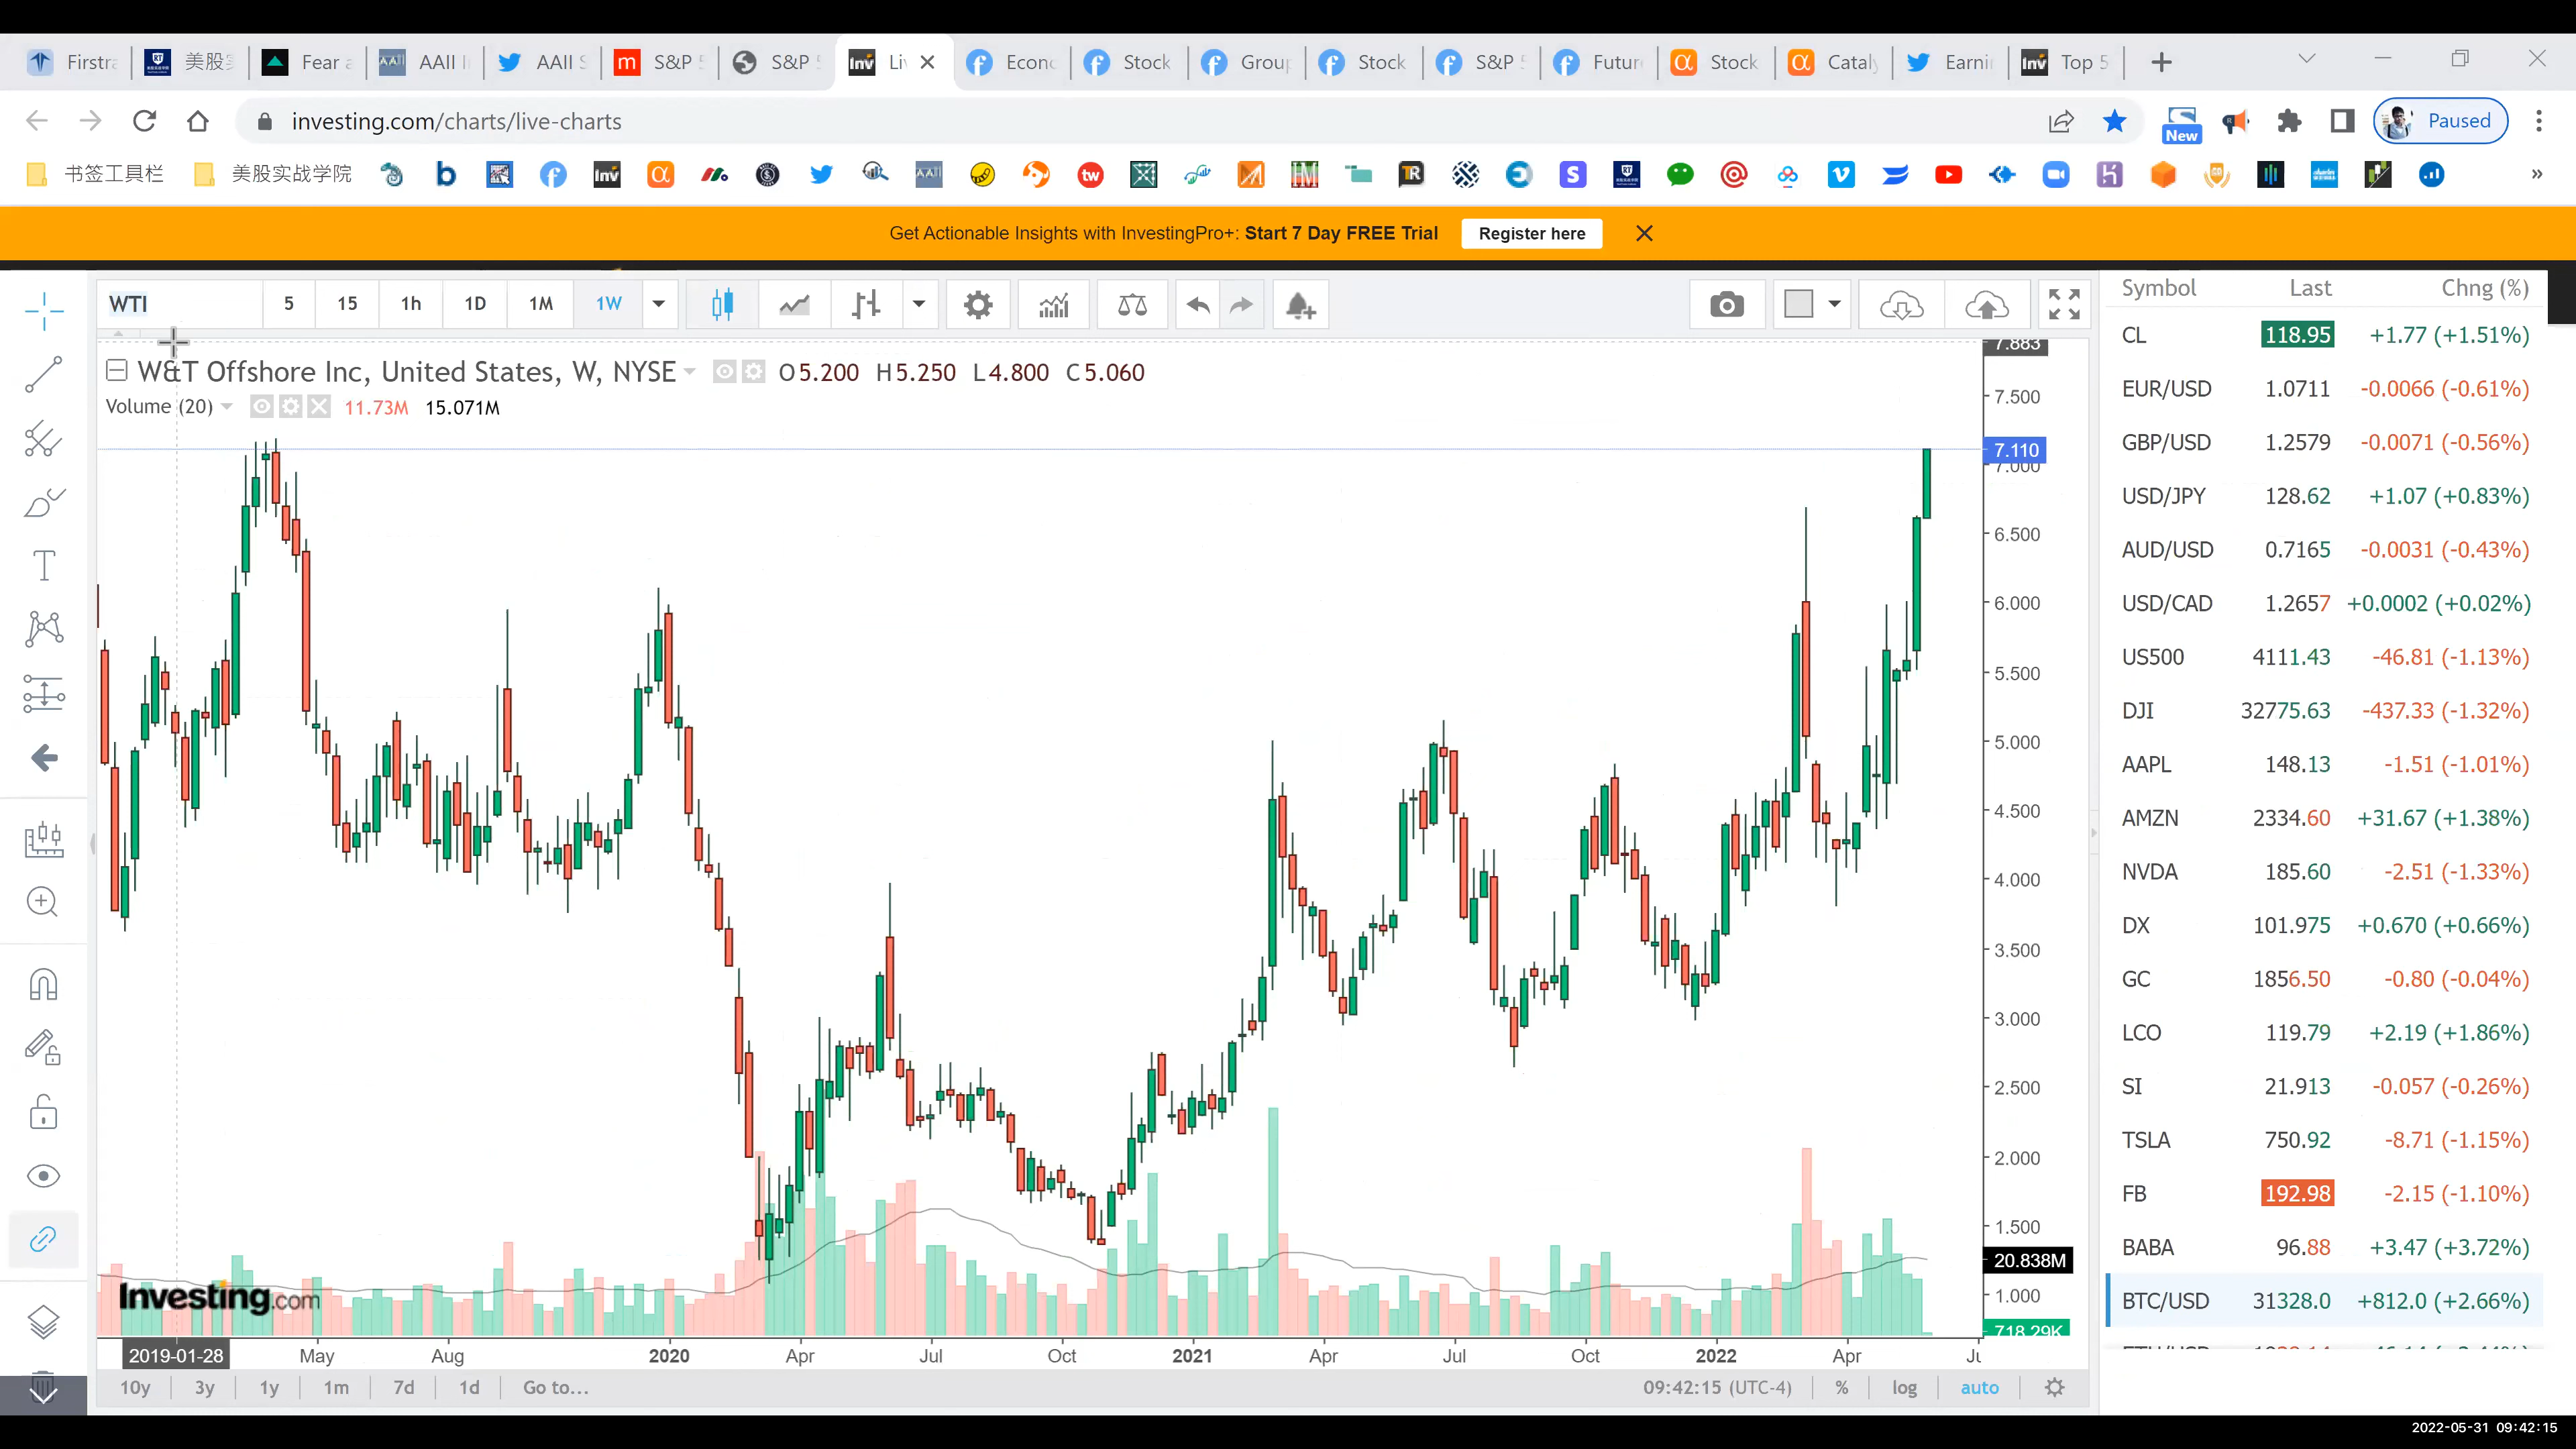 Firstra
美股实
Fear a
AAII I
AAII S
S&P 5
S&P 5
Liv
Econo
Stock
Group
Stock
S&P 5
Futur
Stock
Cataly
Earnin
Top 5
investing.com/charts/live-charts
New
Paused
书签工具栏
美股实战学院
Get Actionable Insights with InvestingPro+: Start 7 Day FREE Trial
Register here
WTI 5 15 1h 1D 1M 1W
W&T Offshore Inc, United States, W, NYSE O5.200 H5.250 L4.800 C5.060
Volume (20) 11.73M 15.071M
7.883
7.500
7.110
7.000
6.500
6.000
5.500
5.000
4.500
4.000
3.500
3.000
2.500
2.000
1.500
20.838M
1.000
718.29K
Investing.com
2019-01-28 May Aug 2020 Apr Jul Oct 2021 Apr Jul Oct 2022 Apr
10y 3y 1y 1m 7d 1d Go to... 09:42:15 (UTC-4) % log auto
Symbol Last Chng (%)
CL 118.95 +1.77 (+1.51%)
EUR/USD 1.0711 -0.0066 (-0.61%)
GBP/USD 1.2579 -0.0071 (-0.56%)
USD/JPY 128.62 +1.07 (+0.83%)
AUD/USD 0.7165 -0.0031 (-0.43%)
USD/CAD 1.2657 +0.0002 (+0.02%)
US500 4111.43 -46.81 (-1.13%)
DJI 32775.63 -437.33 (-1.32%)
AAPL 148.13 -1.51 (-1.01%)
AMZN 2334.60 +31.67 (+1.38%)
NVDA 185.60 -2.51 (-1.33%)
DX 101.975 +0.670 (+0.66%)
GC 1856.50 -0.80 (-0.04%)
LCO 119.79 +2.19 (+1.86%)
SI 21.913 -0.057 (-0.26%)
TSLA 750.92 -8.71 (-1.15%)
FB 192.98 -2.15 (-1.10%)
BABA 96.88 +3.47 (+3.72%)
BTC/USD 31328.0 +812.0 (+2.66%)
2022-05-31 09:42:15